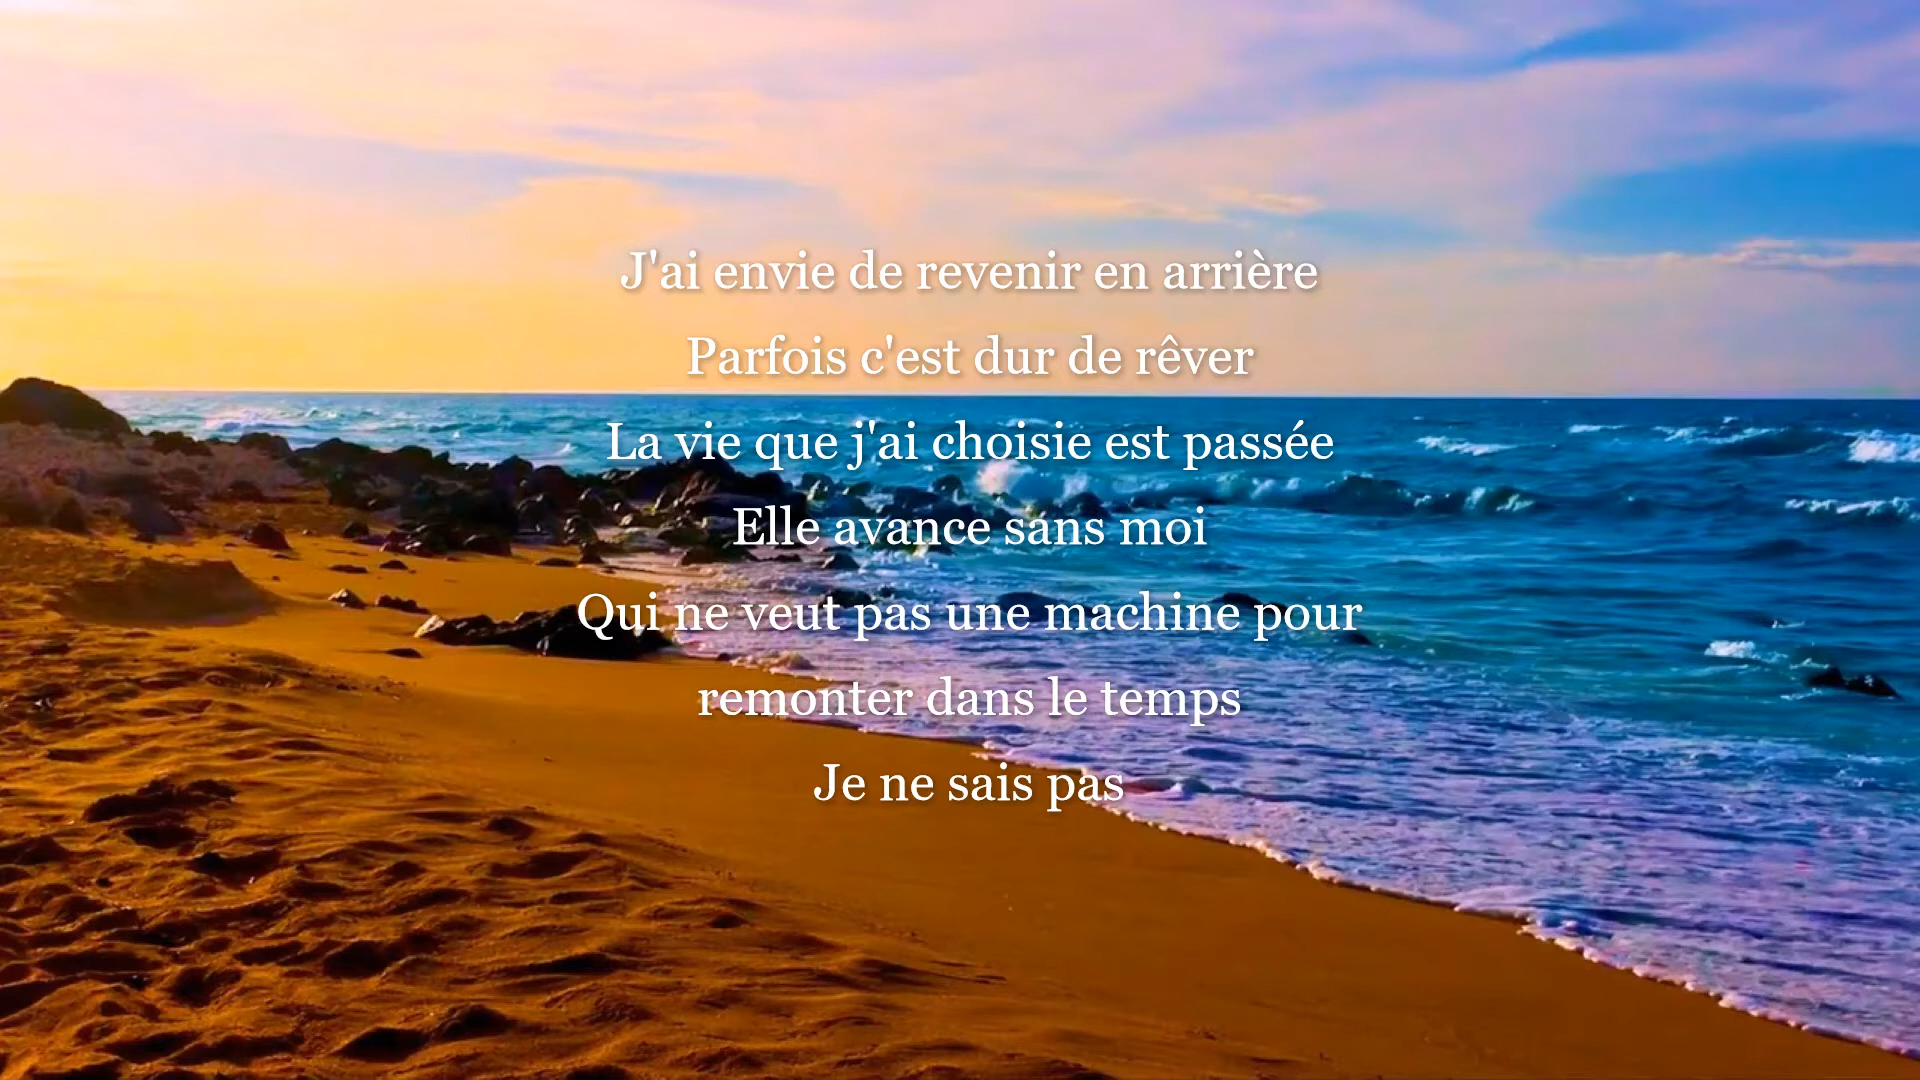 J'ai envie de revenir en arrière
Parfois c'est dur de rêver
La vie que j'ai choisie est passée
Elle avance sans moi
Qui ne veut pas une machine pour
remonter dans le temps
Je ne sais pas